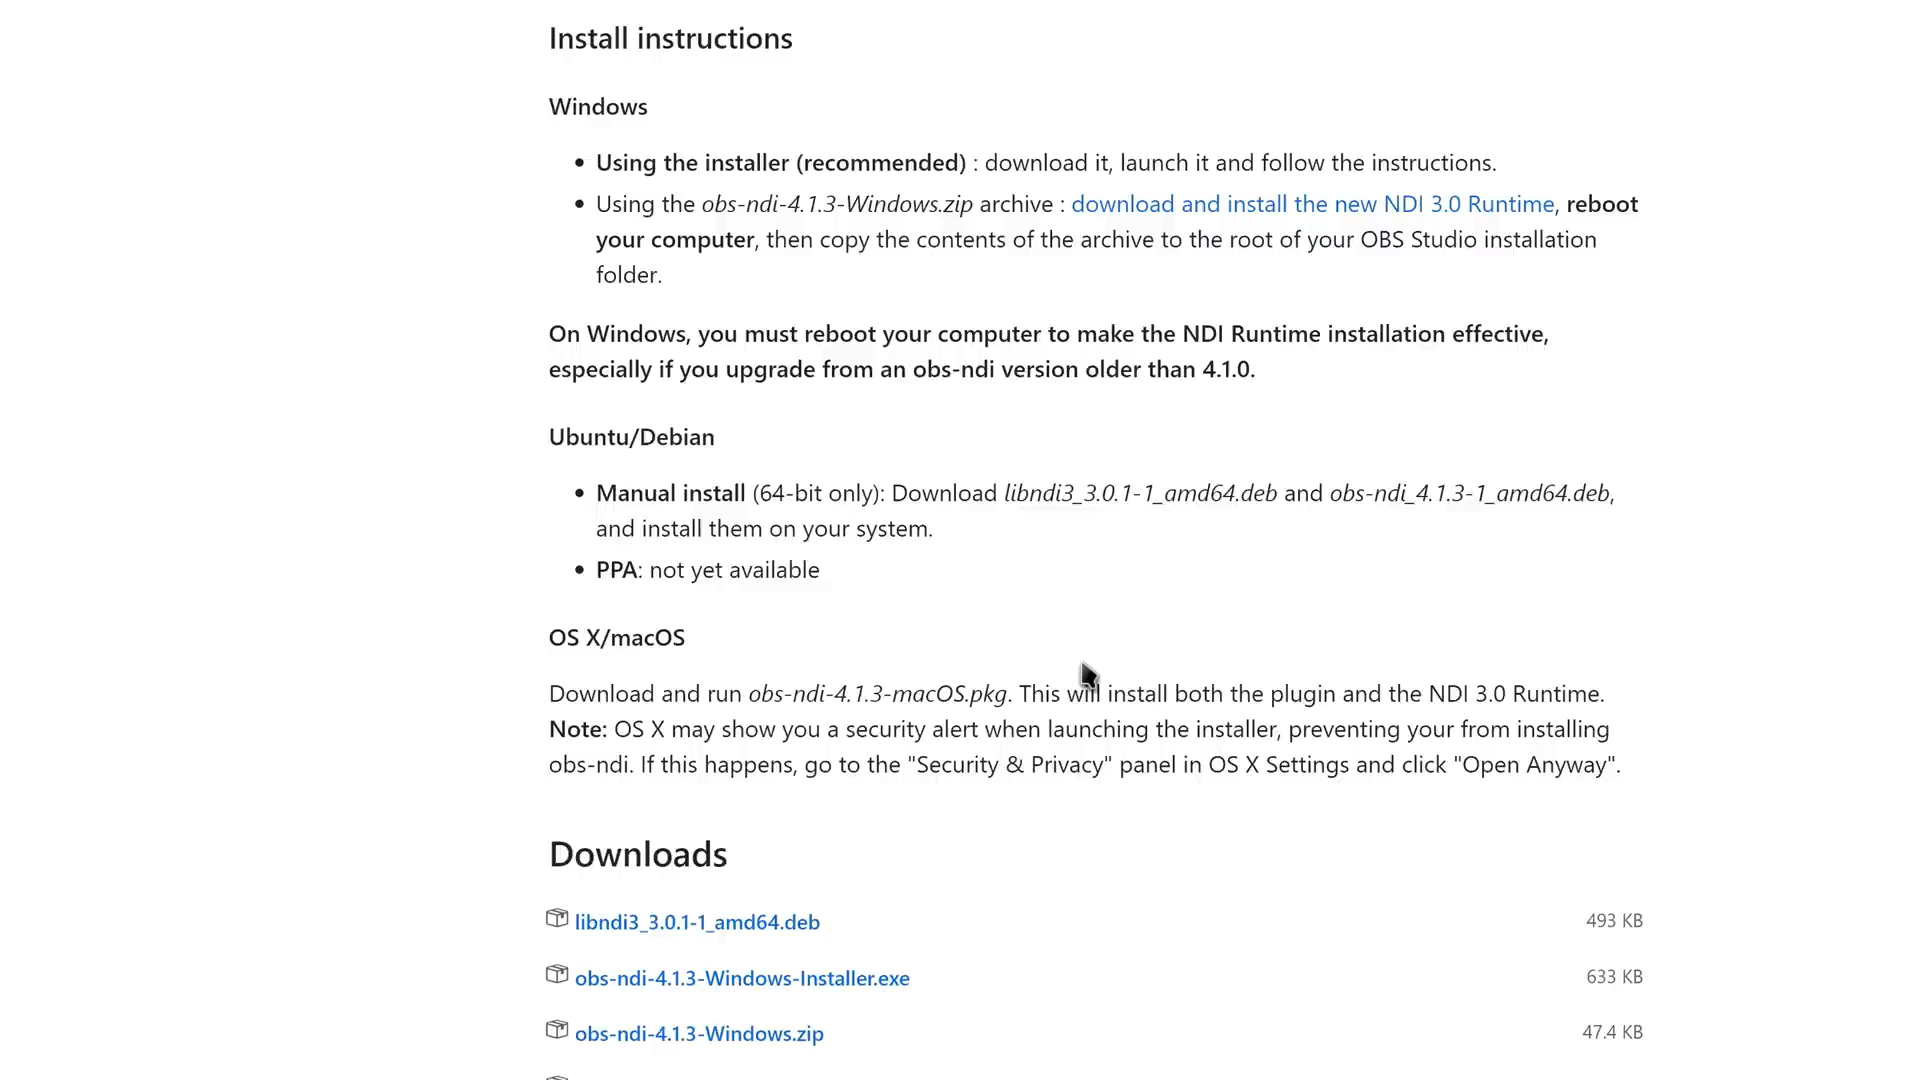 Install instructions
Windows
Using the installer (recommended) : download it, launch it and follow the instructions.
Using the obs-ndi-4.1.3-Windows.zip archive : download and install the new NDI 3.0 Runtime, reboot
your computer, then copy the contents of the archive to the root of your OBS Studio installation
folder.
On Windows, you must reboot your computer to make the NDI Runtime installation effective,
especially if you upgrade from an obs-ndi version older than 4.1.0.
Ubuntu/Debian
Manual install (64-bit only): Download libndi3_3.0.1-1_amd64.deb and obs-ndi_4.1.3-1_amd64.deb,
and install them on your system.
PPA: not yet available
OS X/macOS
Download and run obs-ndi-4.1.3-macOS.pkg. This will install both the plugin and the NDI 3.0 Runtime.
Note: OS X may show you a security alert when launching the installer, preventing your from installing
obs-ndi. If this happens, go to the "Security & Privacy" panel in OS X Settings and click "Open Anyway".
Downloads
libndi3_3.0.1-1_amd64.deb 493 KB
obs-ndi-4.1.3-Windows-Installer.exe 633 KB
obs-ndi-4.1.3-Windows.zip 47.4 KB